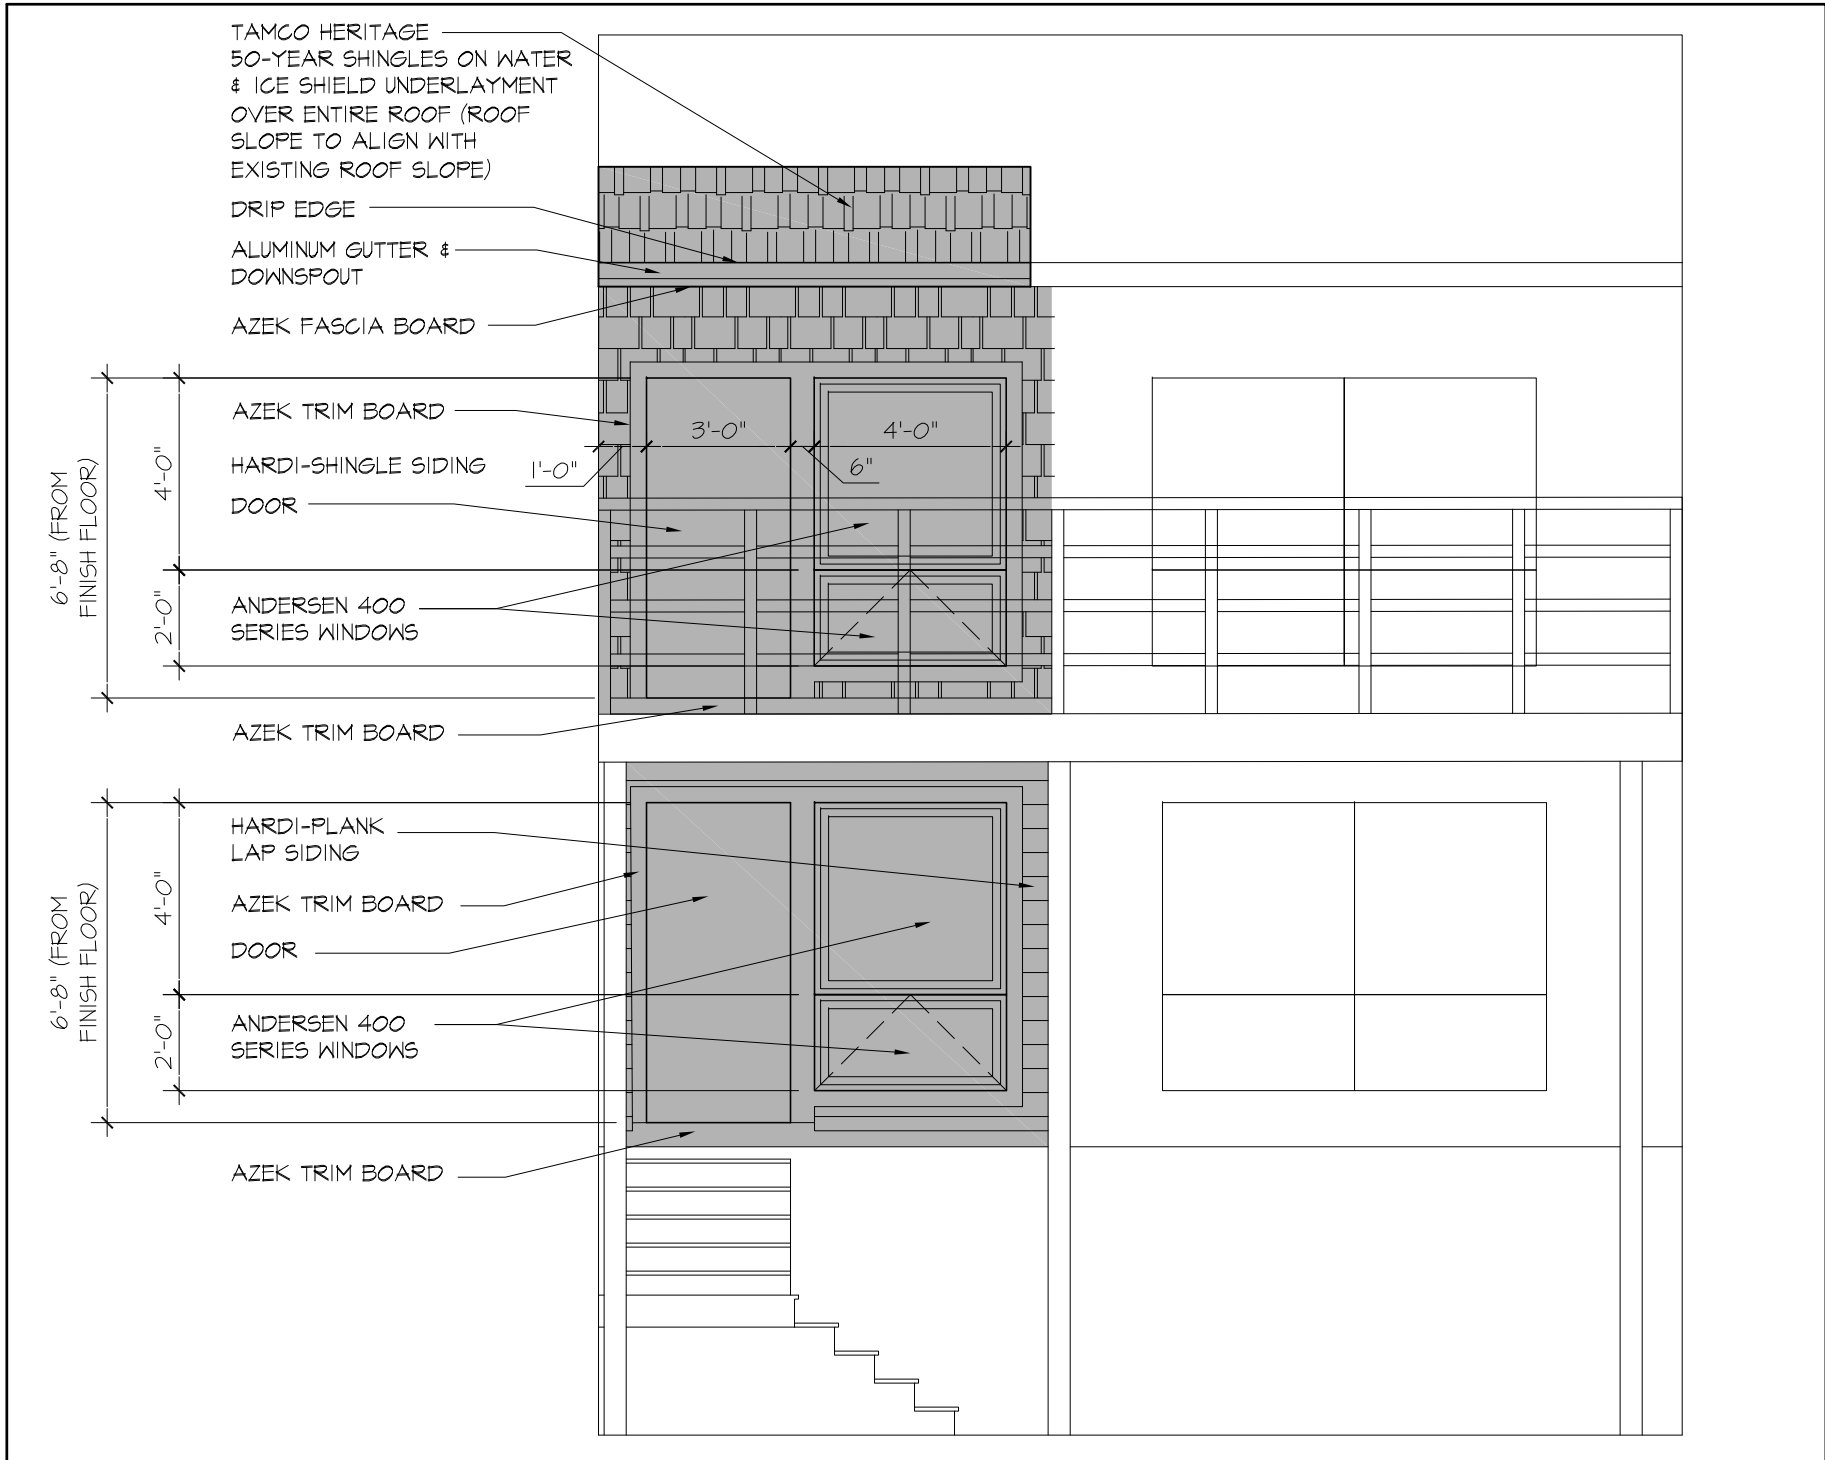 TAMCO HERITAGE
50-YEAR SHINGLES ON WATER
& ICE SHIELD UNDERLAYMENT
OVER ENTIRE ROOF (ROOF
SLOPE TO ALIGN WITH
EXISTING ROOF SLOPE)
DRIP EDGE
ALUMINUM GUTTER &
DOWNSPOUT
AZEK FASCIA BOARD
AZEK TRIM BOARD
3'-0"
4'-0"
HARDI-SHINGLE SIDING
1'-0"
6"
DOOR
6'-8" (FROM
FINISH FLOOR)
4'-0"
2'-0"
ANDERSEN 400
SERIES WINDOWS
AZEK TRIM BOARD
HARDI-PLANK
LAP SIDING
AZEK TRIM BOARD
DOOR
6'-8" (FROM
FINISH FLOOR)
4'-0"
2'-0"
ANDERSEN 400
SERIES WINDOWS
AZEK TRIM BOARD